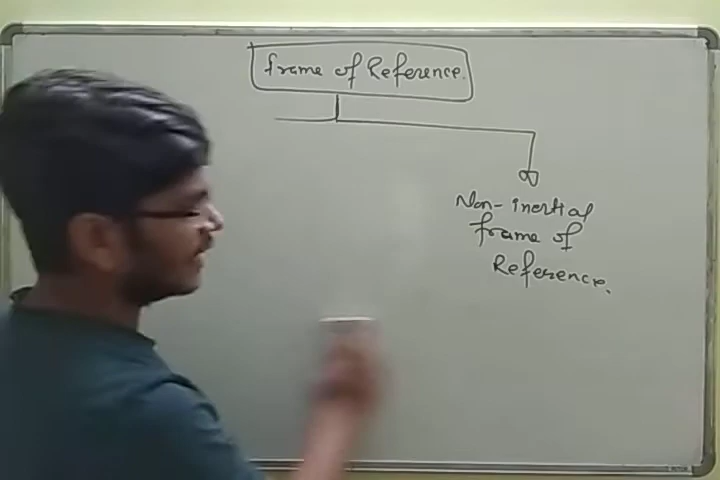 Frame of Reference.
Non-inertial
frame of
Reference.